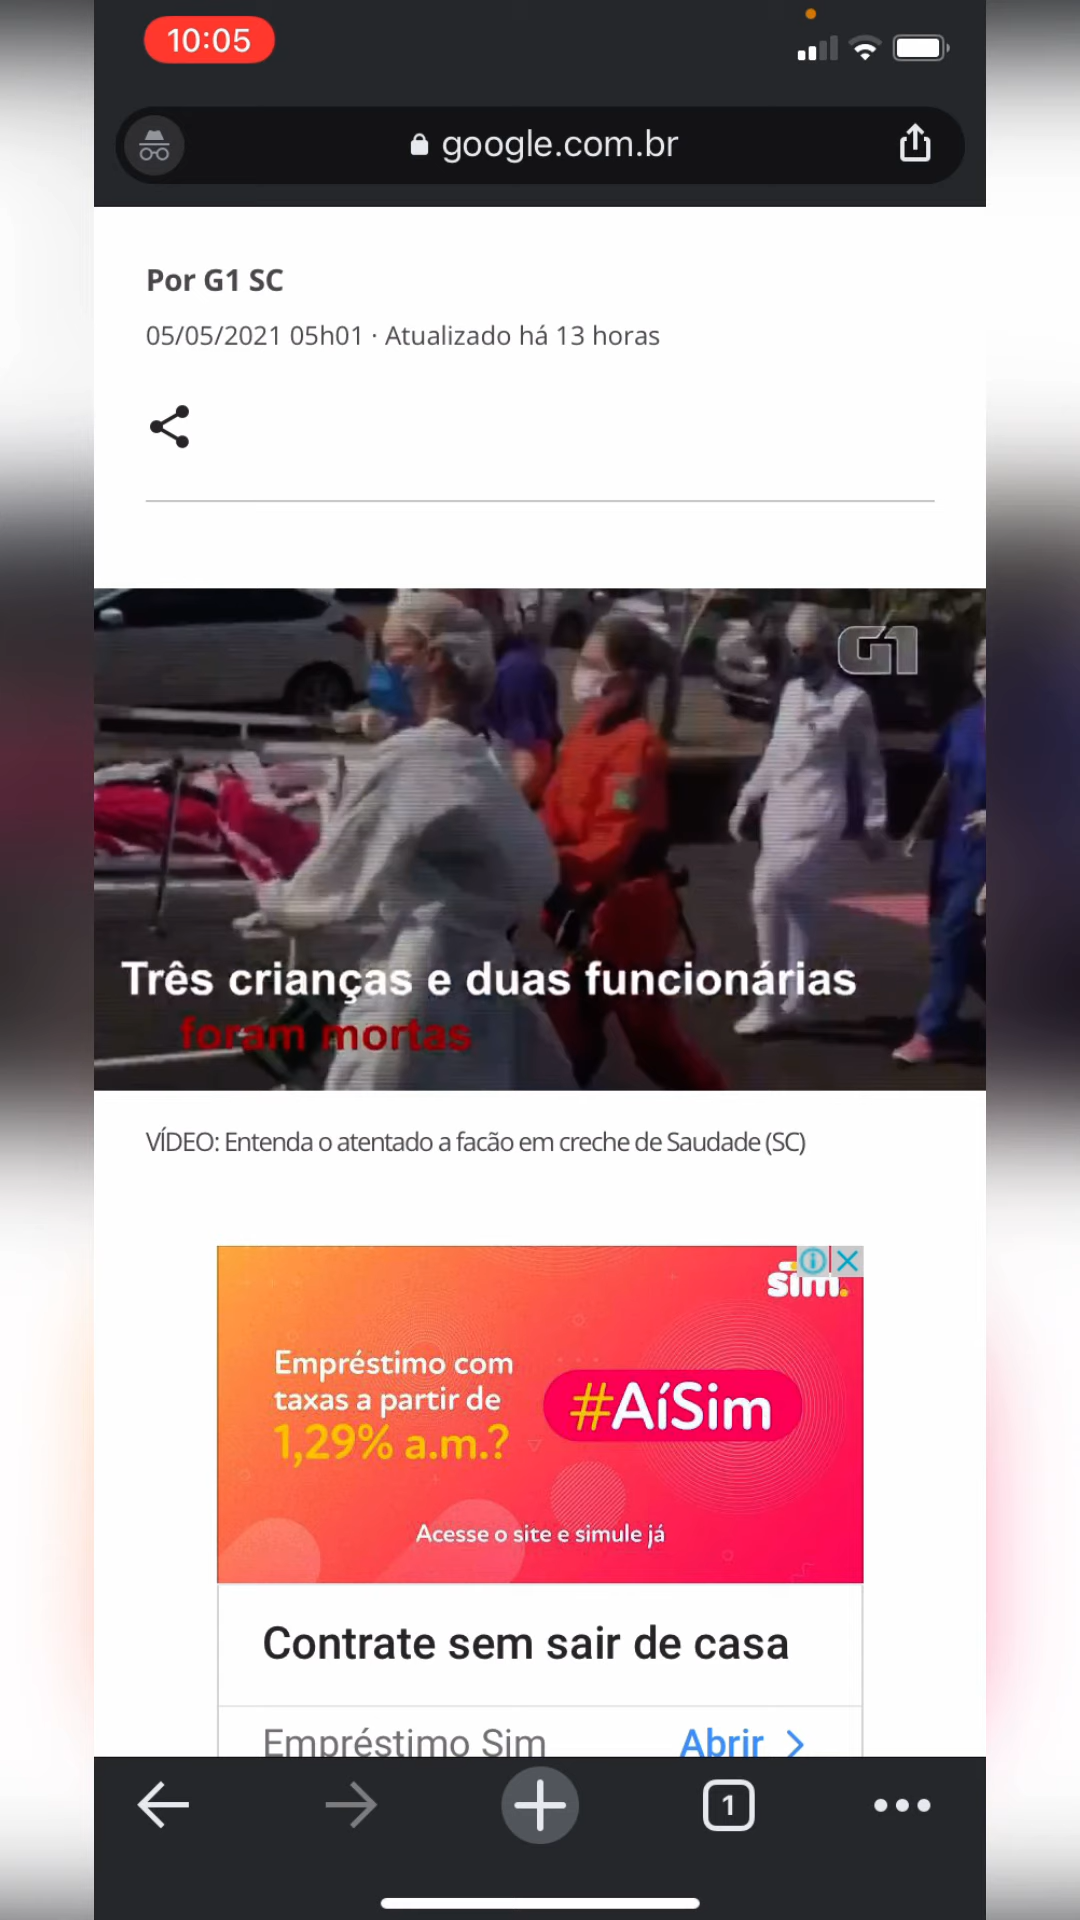 10:05
google.com.br
Por G1 SC
05/05/2021 05h01 · Atualizado há 13 horas
G1
Três crianças e duas funcionárias
foram mortas
VÍDEO: Entenda o atentado a facão em creche de Saudade (SC)
sim.
Empréstimo com
taxas a partir de
1,29% a.m.?
#AíSim
Acesse o site e simule já
Contrate sem sair de casa
Empréstimo Sim
Abrir
1